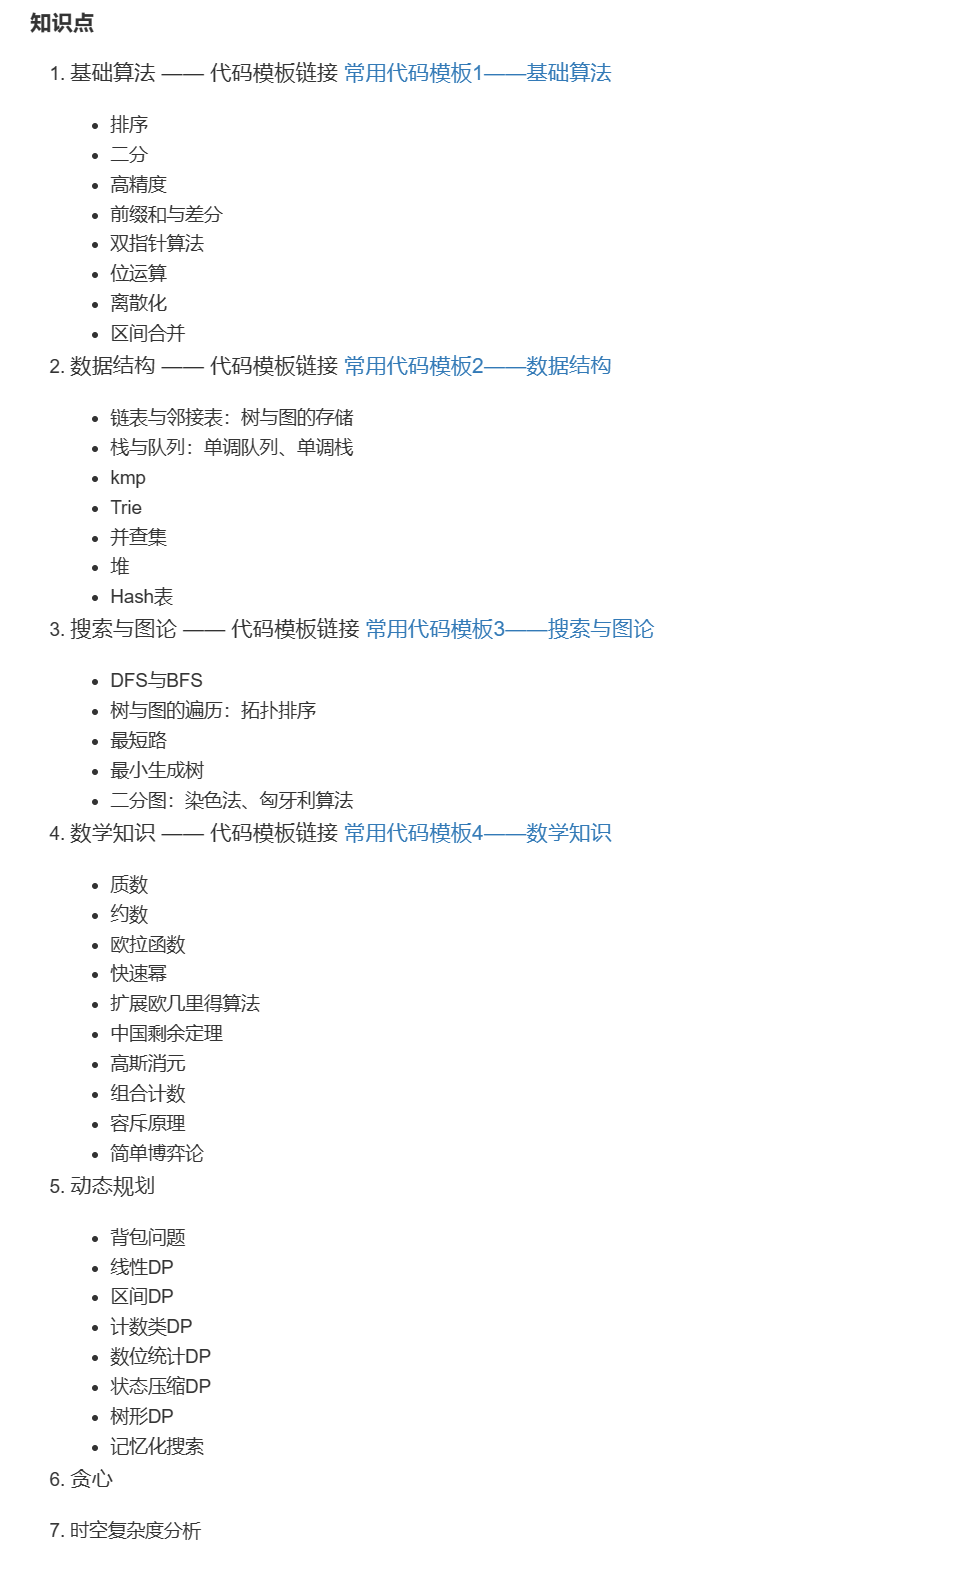 知识点
1. 基础算法 —— 代码模板链接 常用代码模板1——基础算法
• 排序
• 二分
• 高精度
• 前缀和与差分
• 双指针算法
• 位运算
• 离散化
• 区间合并
2. 数据结构 —— 代码模板链接 常用代码模板2——数据结构
• 链表与邻接表：树与图的存储
• 栈与队列：单调队列、单调栈
• kmp
• Trie
• 并查集
• 堆
• Hash表
3. 搜索与图论 —— 代码模板链接 常用代码模板3——搜索与图论
• DFS与BFS
• 树与图的遍历：拓扑排序
• 最短路
• 最小生成树
• 二分图：染色法、匈牙利算法
4. 数学知识 —— 代码模板链接 常用代码模板4——数学知识
• 质数
• 约数
• 欧拉函数
• 快速幂
• 扩展欧几里得算法
• 中国剩余定理
• 高斯消元
• 组合计数
• 容斥原理
• 简单博弈论
5. 动态规划
• 背包问题
• 线性DP
• 区间DP
• 计数类DP
• 数位统计DP
• 状态压缩DP
• 树形DP
• 记忆化搜索
6. 贪心
7. 时空复杂度分析